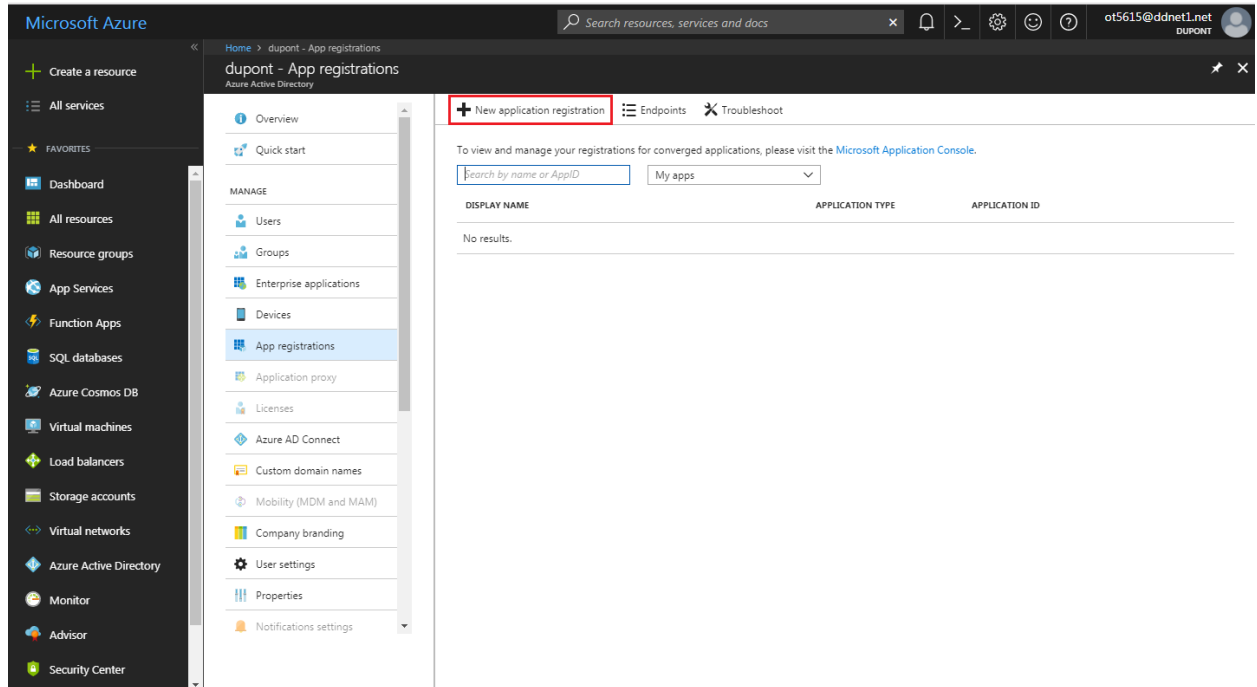 Microsoft Azure
Search resources, services and docs
ot5615@ddnet1.net
DUPONT
Home > dupont - App registrations
dupont - App registrations
Azure Active Directory
Create a resource
All services
FAVORITES
Dashboard
All resources
Resource groups
App Services
Function Apps
SQL databases
Azure Cosmos DB
Virtual machines
Load balancers
Storage accounts
Virtual networks
Azure Active Directory
Monitor
Advisor
Security Center
Overview
Quick start
MANAGE
Users
Groups
Enterprise applications
Devices
App registrations
Application proxy
Licenses
Azure AD Connect
Custom domain names
Mobility (MDM and MAM)
Company branding
User settings
Properties
Notifications settings
New application registration Endpoints Troubleshoot
To view and manage your registrations for converged applications, please visit the Microsoft Application Console.
Search by name or AppID My apps
DISPLAY NAME APPLICATION TYPE APPLICATION ID
No results.